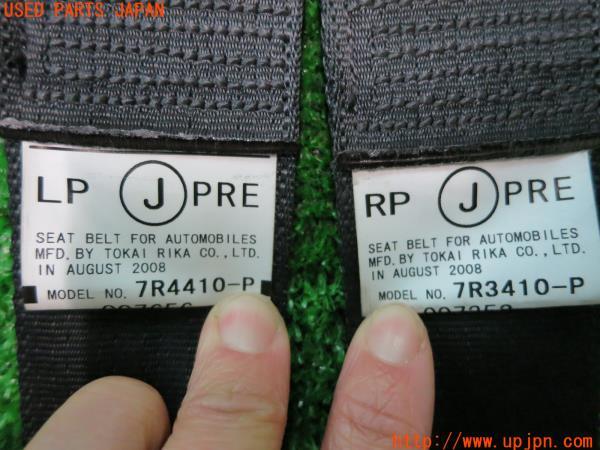 USED PARTS JAPAN
LP J PRE
SEAT BELT FOR AUTOMOBILES
MFD. BY TOKAI RIKA CO., LTD.
IN AUGUST 2008
MODEL NO. 7R4410-P
RP J PRE
SEAT BELT FOR AUTOMOBILES
MFD. BY TOKAI RIKA CO., LTD.
IN AUGUST 2008
MODEL NO. 7R3410-P
http://www.upjpn.com/